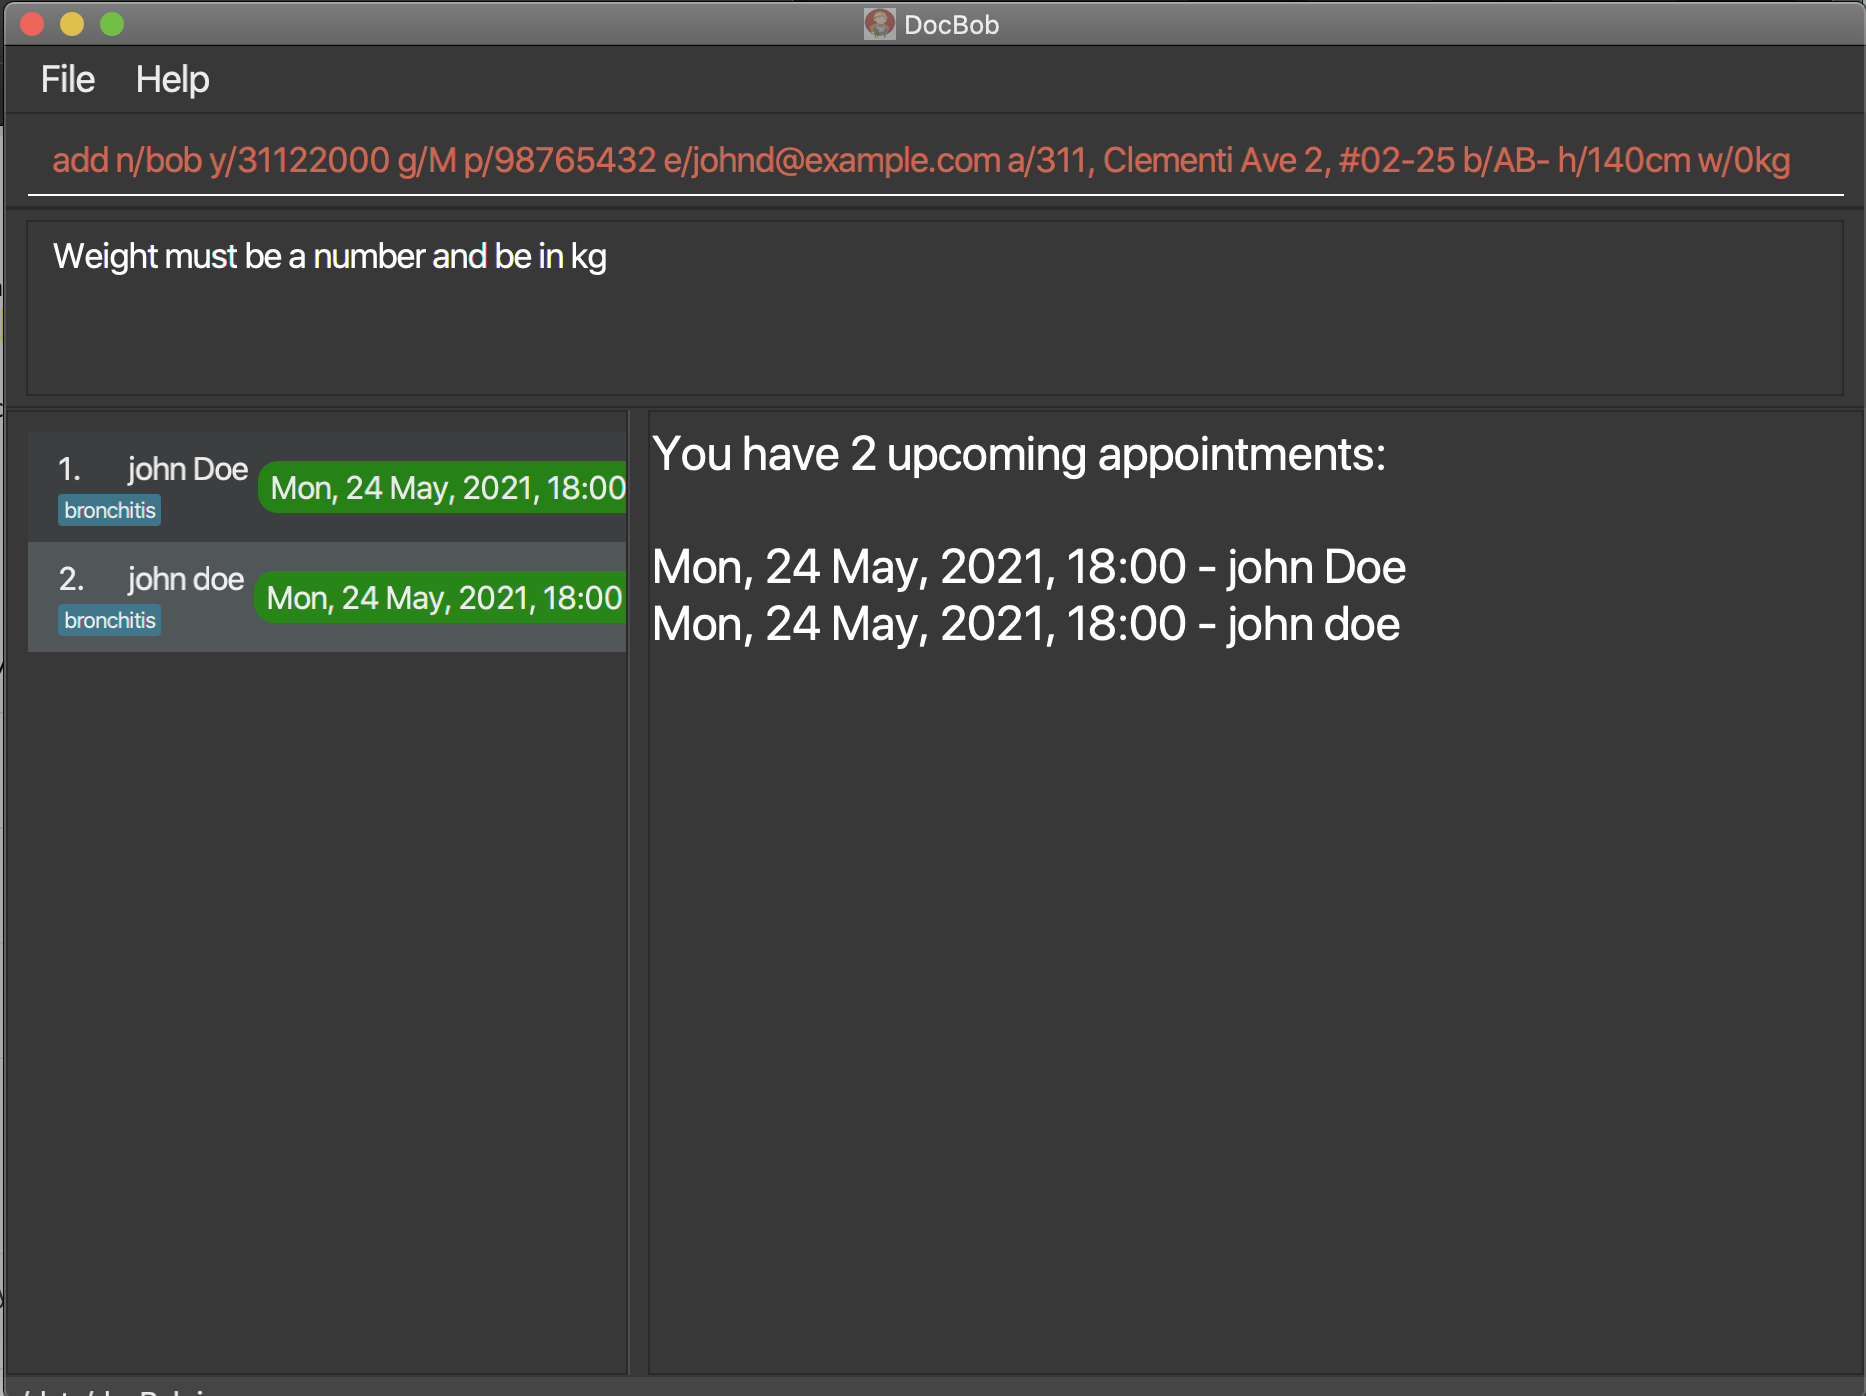 DocBob
File Help
add n/bob y/31122000 g/M p/98765432 e/johnd@example.com a/311, Clementi Ave 2, #02-25 b/AB- h/140cm w/0kg
Weight must be a number and be in kg
1. john Doe Mon, 24 May, 2021, 18:00
bronchitis
2. john doe Mon, 24 May, 2021, 18:00
bronchitis
You have 2 upcoming appointments:
Mon, 24 May, 2021, 18:00 - john Doe
Mon, 24 May, 2021, 18:00 - john doe